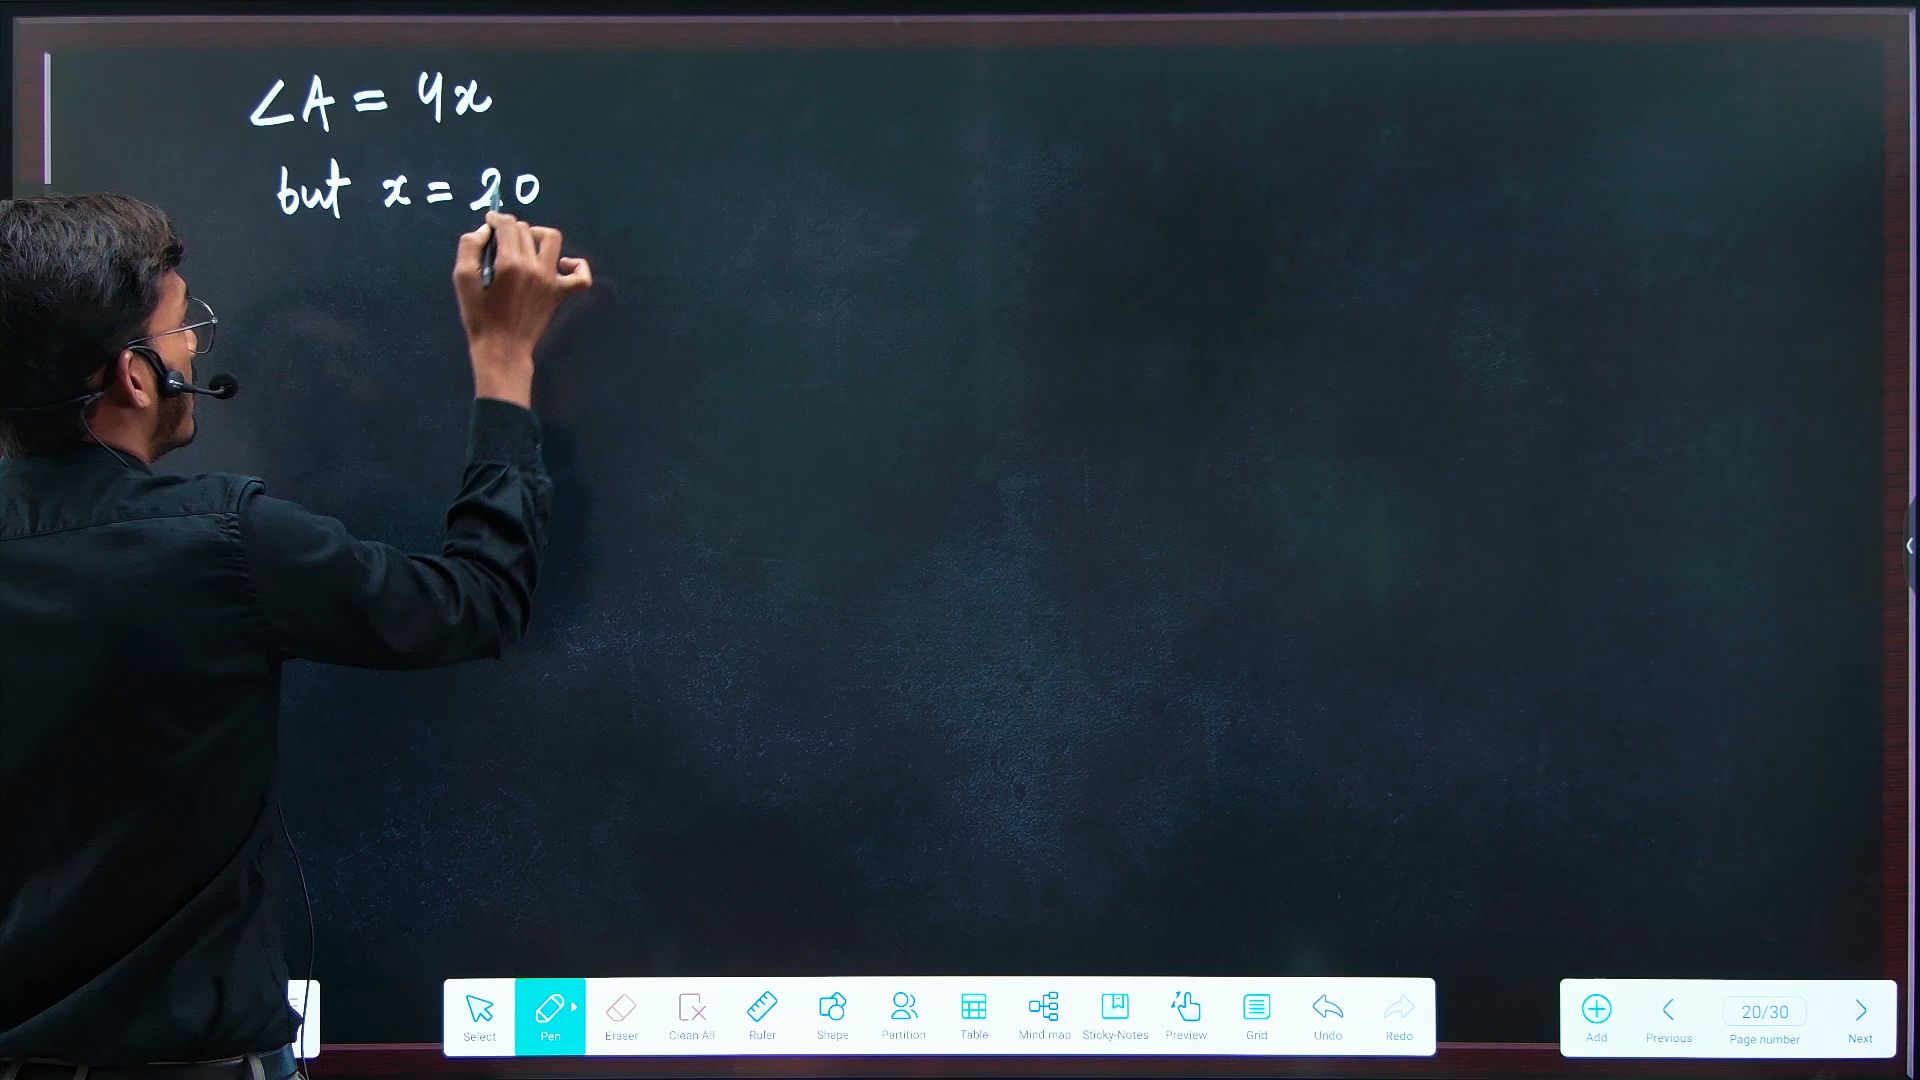 ∠A = 4x
but x = 20
Select Pen Eraser Clean All Ruler Shape Partition Table Mind map Sticky-Notes Preview Grid Undo Redo
Add Previous 20/30 Page number Next